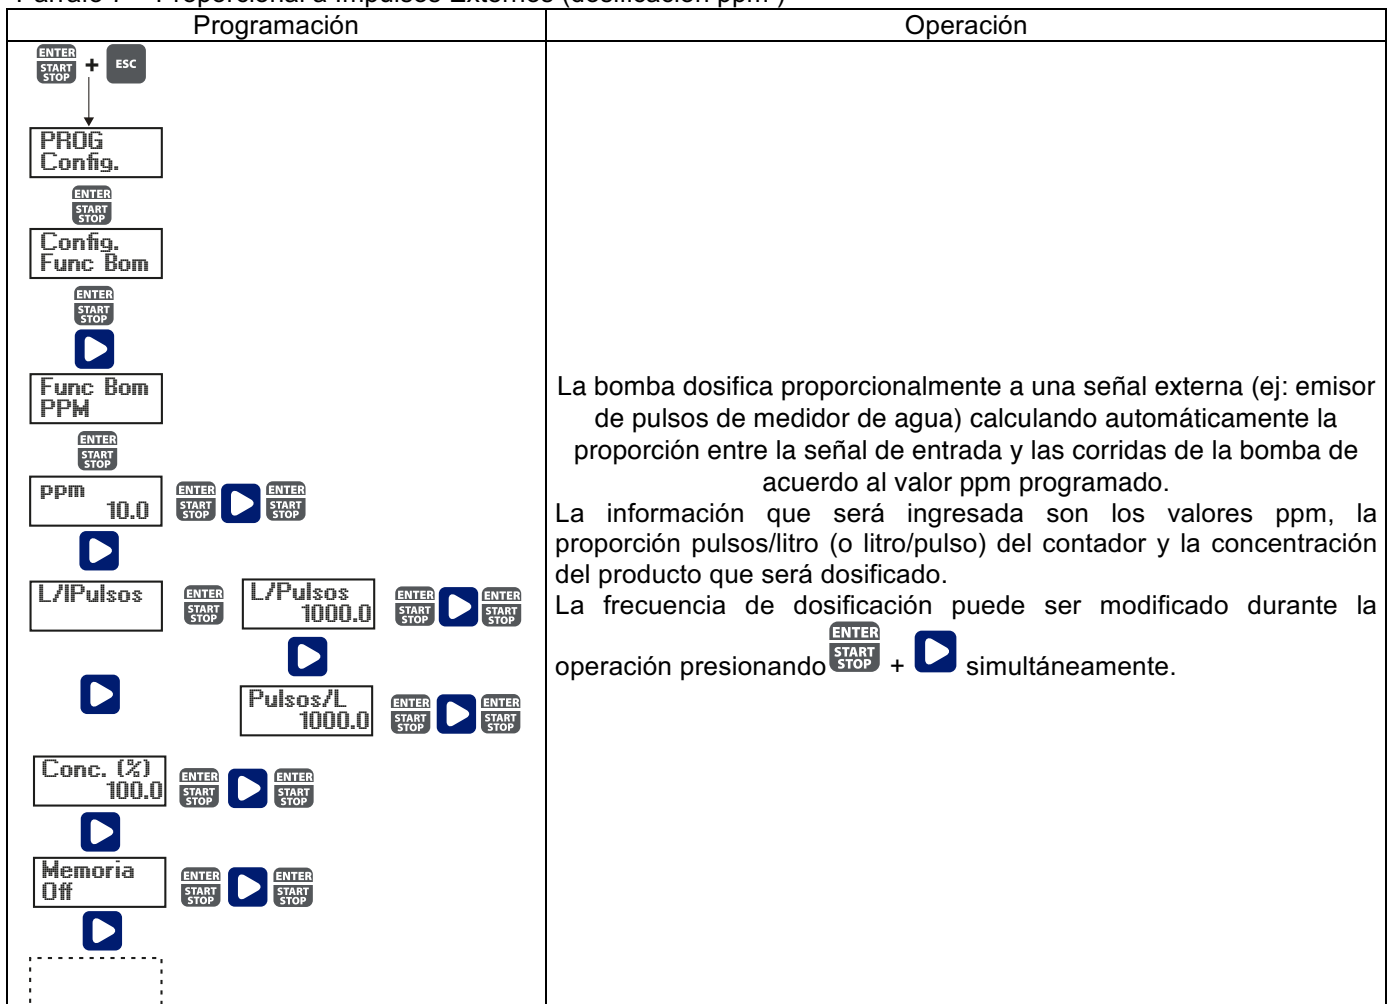 Programación
Operación
ENTER
START
STOP
+
ESC
PROG
Config.
ENTER
START
STOP
Config.
Func Bom
ENTER
START
STOP
Func Bom
PPM
ENTER
START
STOP
ppm
10.0
ENTER
START
STOP
ENTER
START
STOP
L/IPulsos
ENTER
START
STOP
L/Pulsos
1000.0
ENTER
START
STOP
ENTER
START
STOP
Pulsos/L
1000.0
ENTER
START
STOP
ENTER
START
STOP
Conc. (%)
100.0
ENTER
START
STOP
ENTER
START
STOP
Memoria
Off
ENTER
START
STOP
ENTER
START
STOP
La bomba dosifica proporcionalmente a una señal externa (ej: emisor
de pulsos de medidor de agua) calculando automáticamente la
proporción entre la señal de entrada y las corridas de la bomba de
acuerdo al valor ppm programado.
La información que será ingresada son los valores ppm, la
proporción pulsos/litro (o litro/pulso) del contador y la concentración
del producto que será dosificado.
La frecuencia de dosificación puede ser modificado durante la
operación presionando ENTER START STOP + simultáneamente.